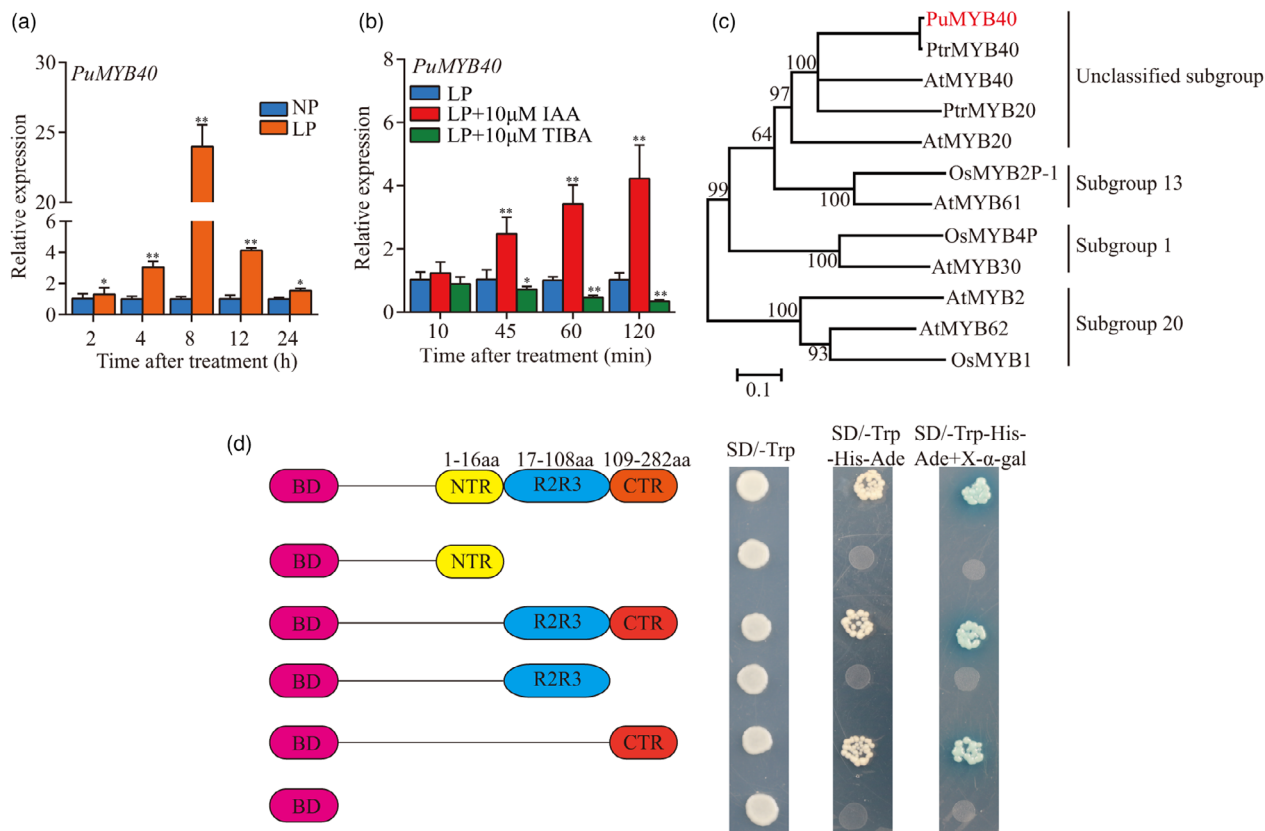 (a)
PuMYB40
NP
LP
Relative expression
30
25
20
6
4
2
0
*
**
**
**
*
2 4 8 12 24
Time after treatment (h)
(b)
PuMYB40
LP
LP+10μM IAA
LP+10μM TIBA
Relative expression
8
6
4
2
0
**
*
**
**
**
**
10 45 60 120
Time after treatment (min)
(c)
PuMYB40
PtrMYB40
AtMYB40
PtrMYB20
AtMYB20
OsMYB2P-1
AtMYB61
OsMYB4P
AtMYB30
AtMYB2
AtMYB62
OsMYB1
100
97
64
100
99
100
100
93
0.1
Unclassified subgroup
Subgroup 13
Subgroup 1
Subgroup 20
(d)
1-16aa 17-108aa 109-282aa
BD NTR R2R3 CTR
BD NTR
BD R2R3 CTR
BD R2R3
BD CTR
BD
SD/-Trp
SD/-Trp
-His-Ade
SD/-Trp-His-
Ade+X-α-gal